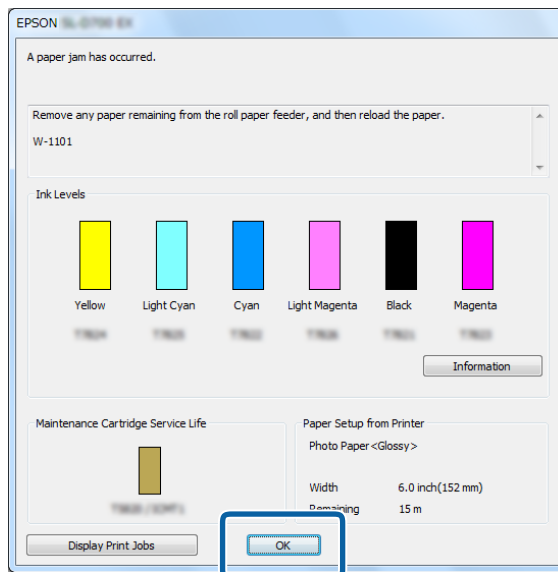 EPSON
A paper jam has occurred.
Remove any paper remaining from the roll paper feeder, and then reload the paper.
W-1101
Ink Levels
Yellow Light Cyan Cyan Light Magenta Black Magenta
Information
Maintenance Cartridge Service Life
Paper Setup from Printer
Photo Paper<Glossy>
Width 6.0 inch(152 mm)
Remaining 15 m
Display Print Jobs
OK